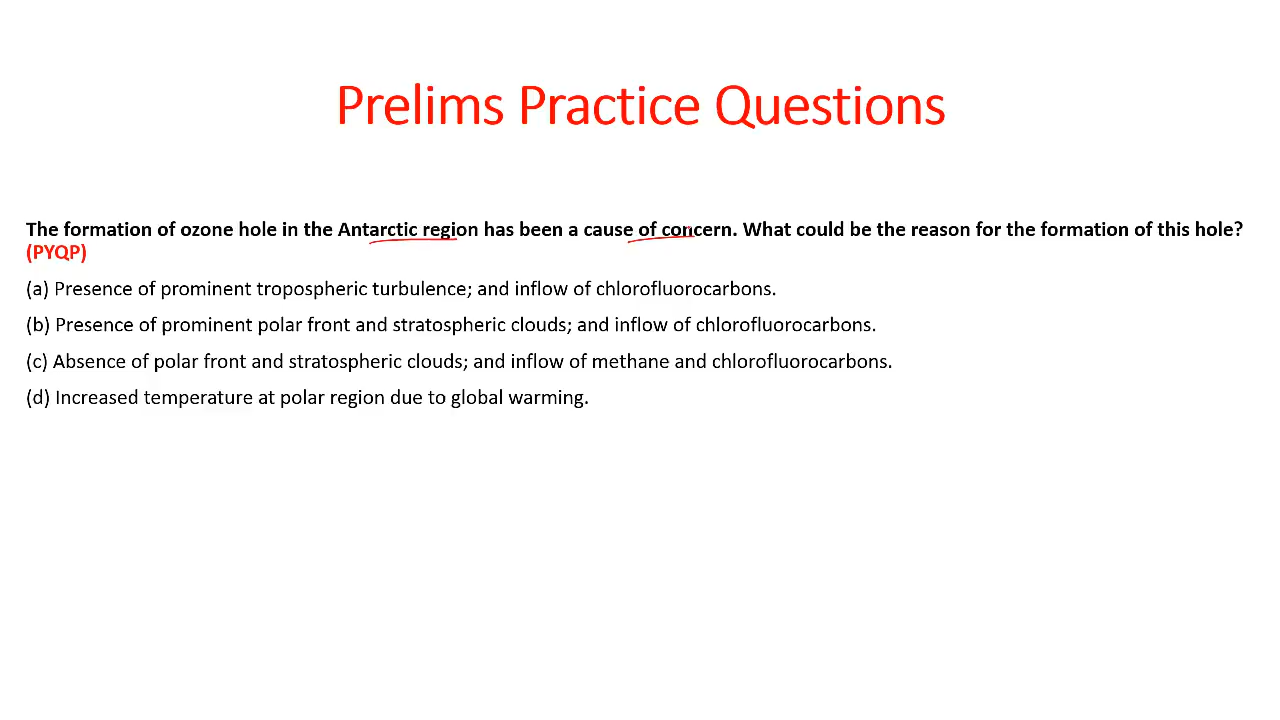 Prelims Practice Questions
The formation of ozone hole in the Antarctic region has been a cause of concern. What could be the reason for the formation of this hole?
(PYQP)
(a) Presence of prominent tropospheric turbulence; and inflow of chlorofluorocarbons.
(b) Presence of prominent polar front and stratospheric clouds; and inflow of chlorofluorocarbons.
(c) Absence of polar front and stratospheric clouds; and inflow of methane and chlorofluorocarbons.
(d) Increased temperature at polar region due to global warming.